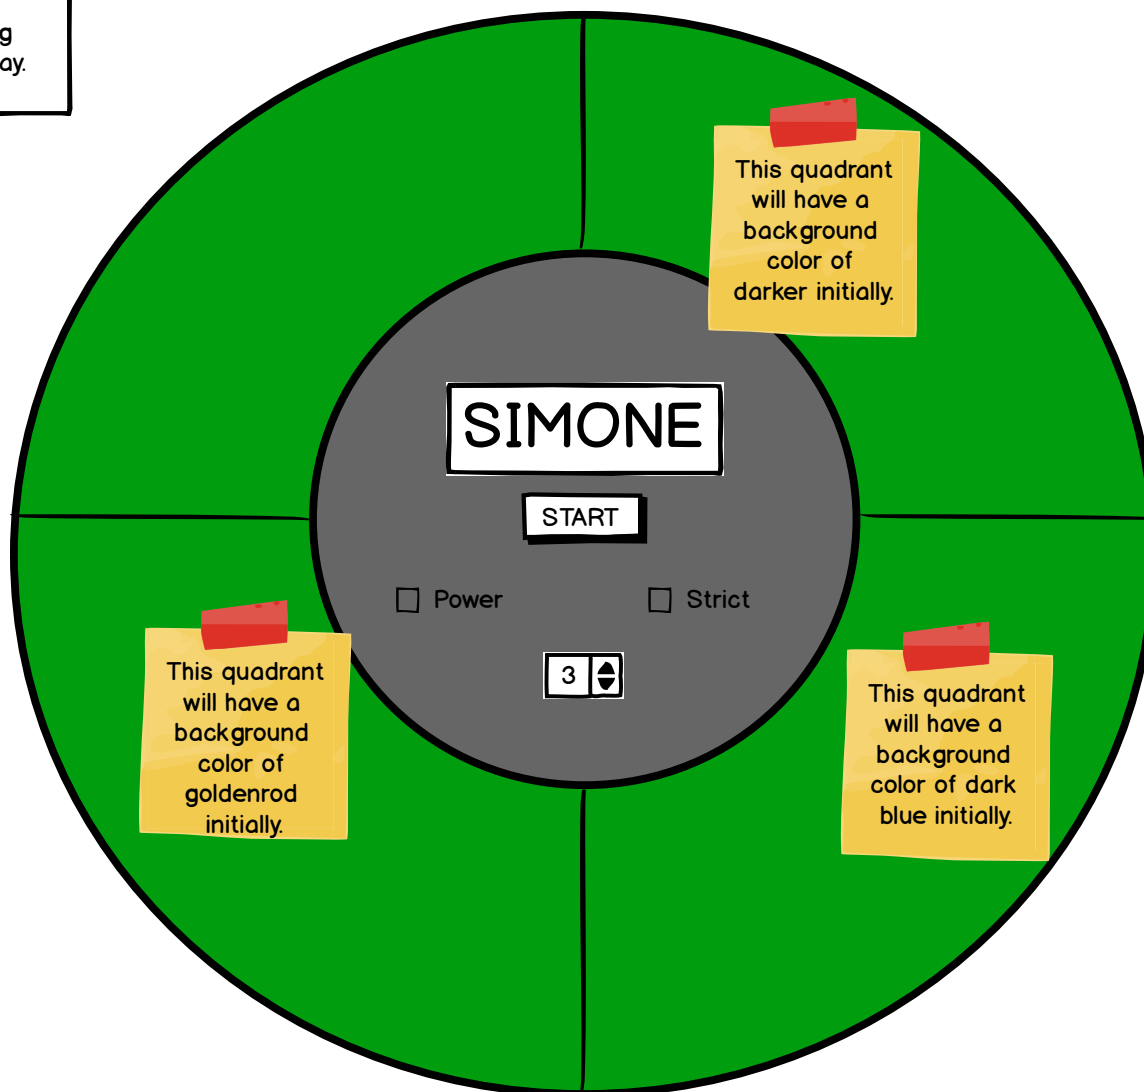 g
ay.
This quadrant
will have a
background
color of
darker initially.
SIMONE
START
Power
Strict
3
This quadrant
will have a
background
color of
goldenrod
initially.
This quadrant
will have a
background
color of dark
blue initially.